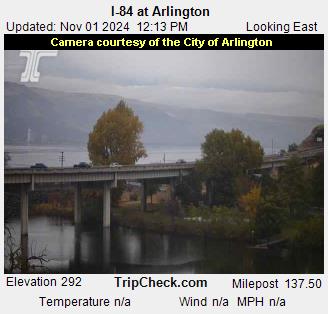 I-84 at Arlington
Updated: Nov 01 2024 12:13 PM Looking East
Camera courtesy of the City of Arlington
Elevation 292 TripCheck.com Milepost 137.50
Temperature n/a Wind n/a MPH n/a